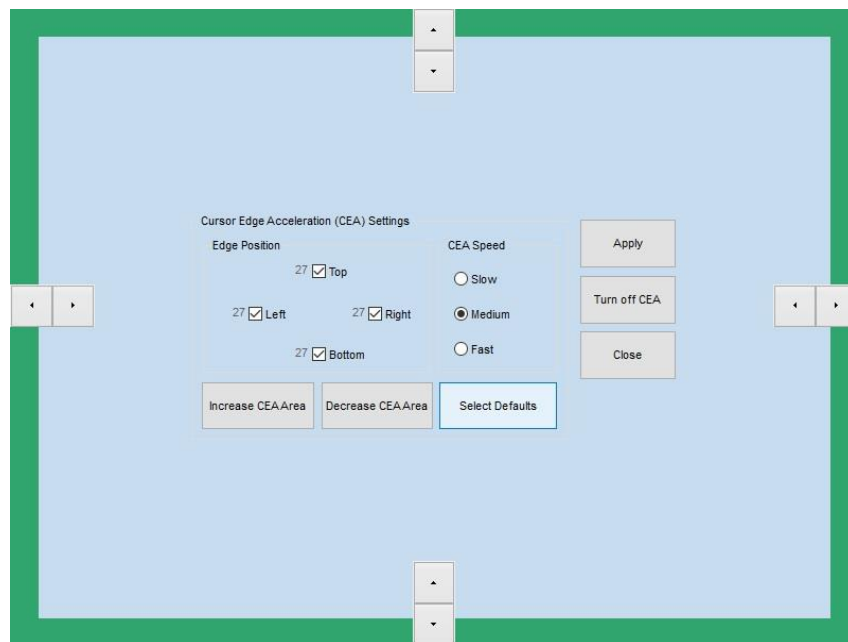 Cursor Edge Acceleration (CEA) Settings
Edge Position
CEA Speed
27 Top
27 Left
27 Right
27 Bottom
Slow
Medium
Fast
Increase CEA Area
Decrease CEA Area
Select Defaults
Apply
Turn off CEA
Close